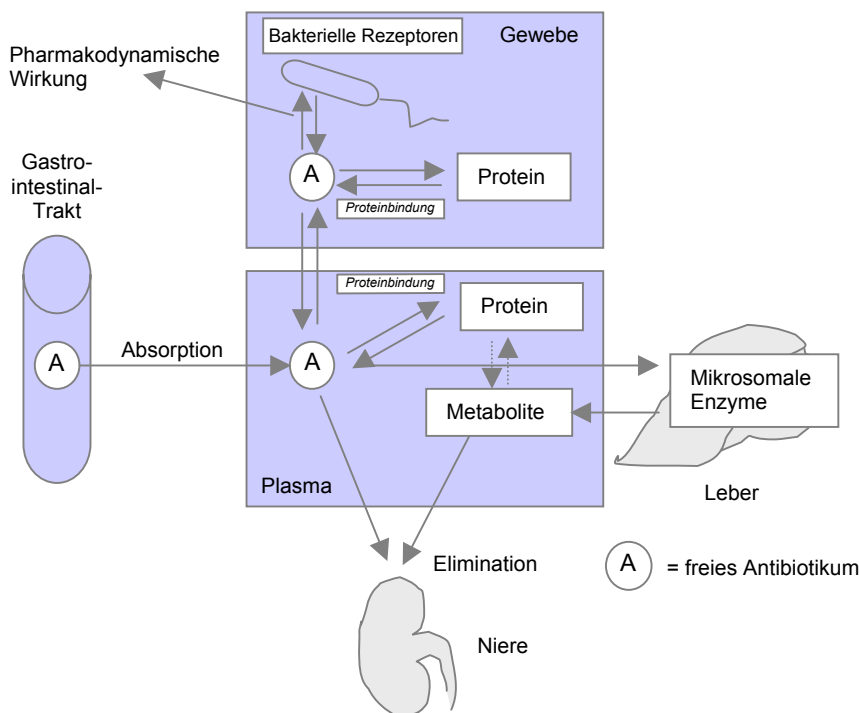 Bakterielle Rezeptoren
Gewebe
Pharmakodynamische
Wirkung
A
Protein
Proteinbindung
Gastro-
intestinal-
Trakt
Proteinbindung
Protein
A
Absorption
A
Mikrosomale
Enzyme
Metabolite
Plasma
Leber
Elimination
A = freies Antibiotikum
Niere